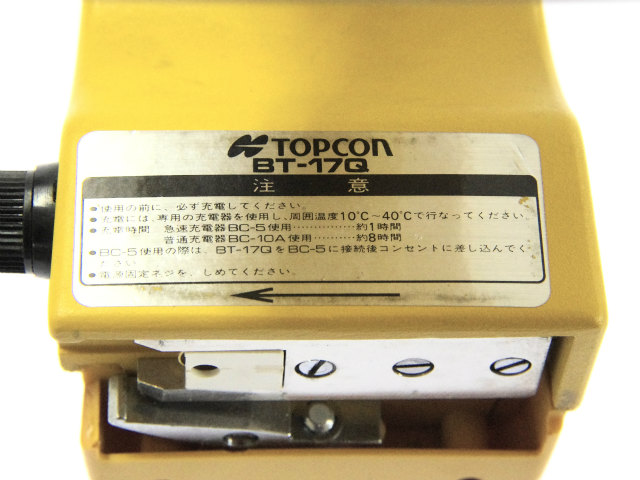 TOPCON
BT-17Q
注 意
●使用の前に、必ず充電してください。
●充電には、専用の充電器を使用し、周囲温度10℃~40℃で行なってください。
●充電時間 急速充電器BC-5使用……………約1時間
普通充電器BC-10A使用………約8時間
●BC-5使用の際は、BT-17QをBC-5に接続後コンセントに差し込んでく
ださい。
●電源固定ネジを、しめてください。